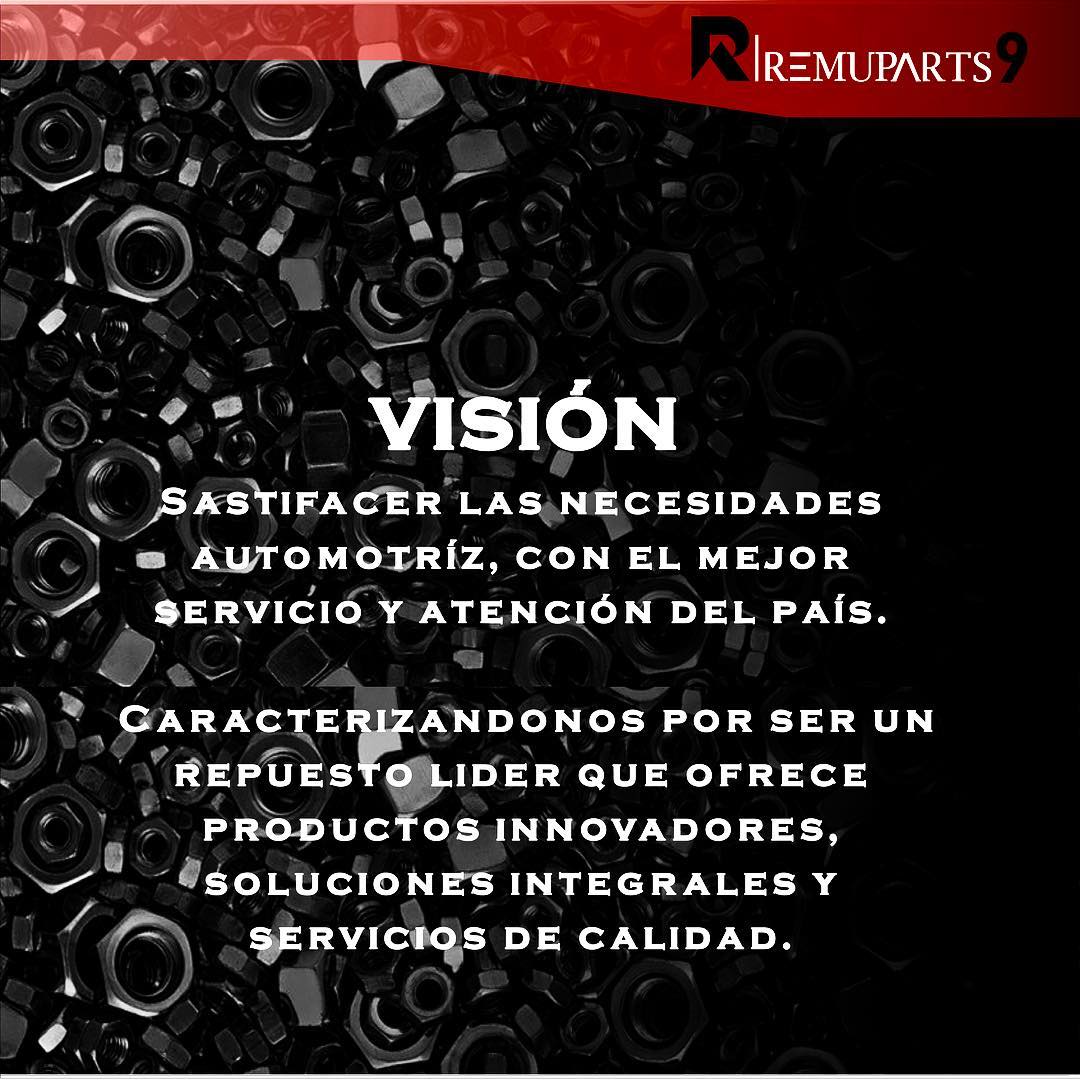 R|REMUPARTS9
VISIÓN
SASTIFACER LAS NECESIDADES
AUTOMOTRÍZ, CON EL MEJOR
SERVICIO Y ATENCIÓN DEL PAÍS.
CARACTERIZANDONOS POR SER UN
REPUESTO LIDER QUE OFRECE
PRODUCTOS INNOVADORES,
SOLUCIONES INTEGRALES Y
SERVICIOS DE CALIDAD.